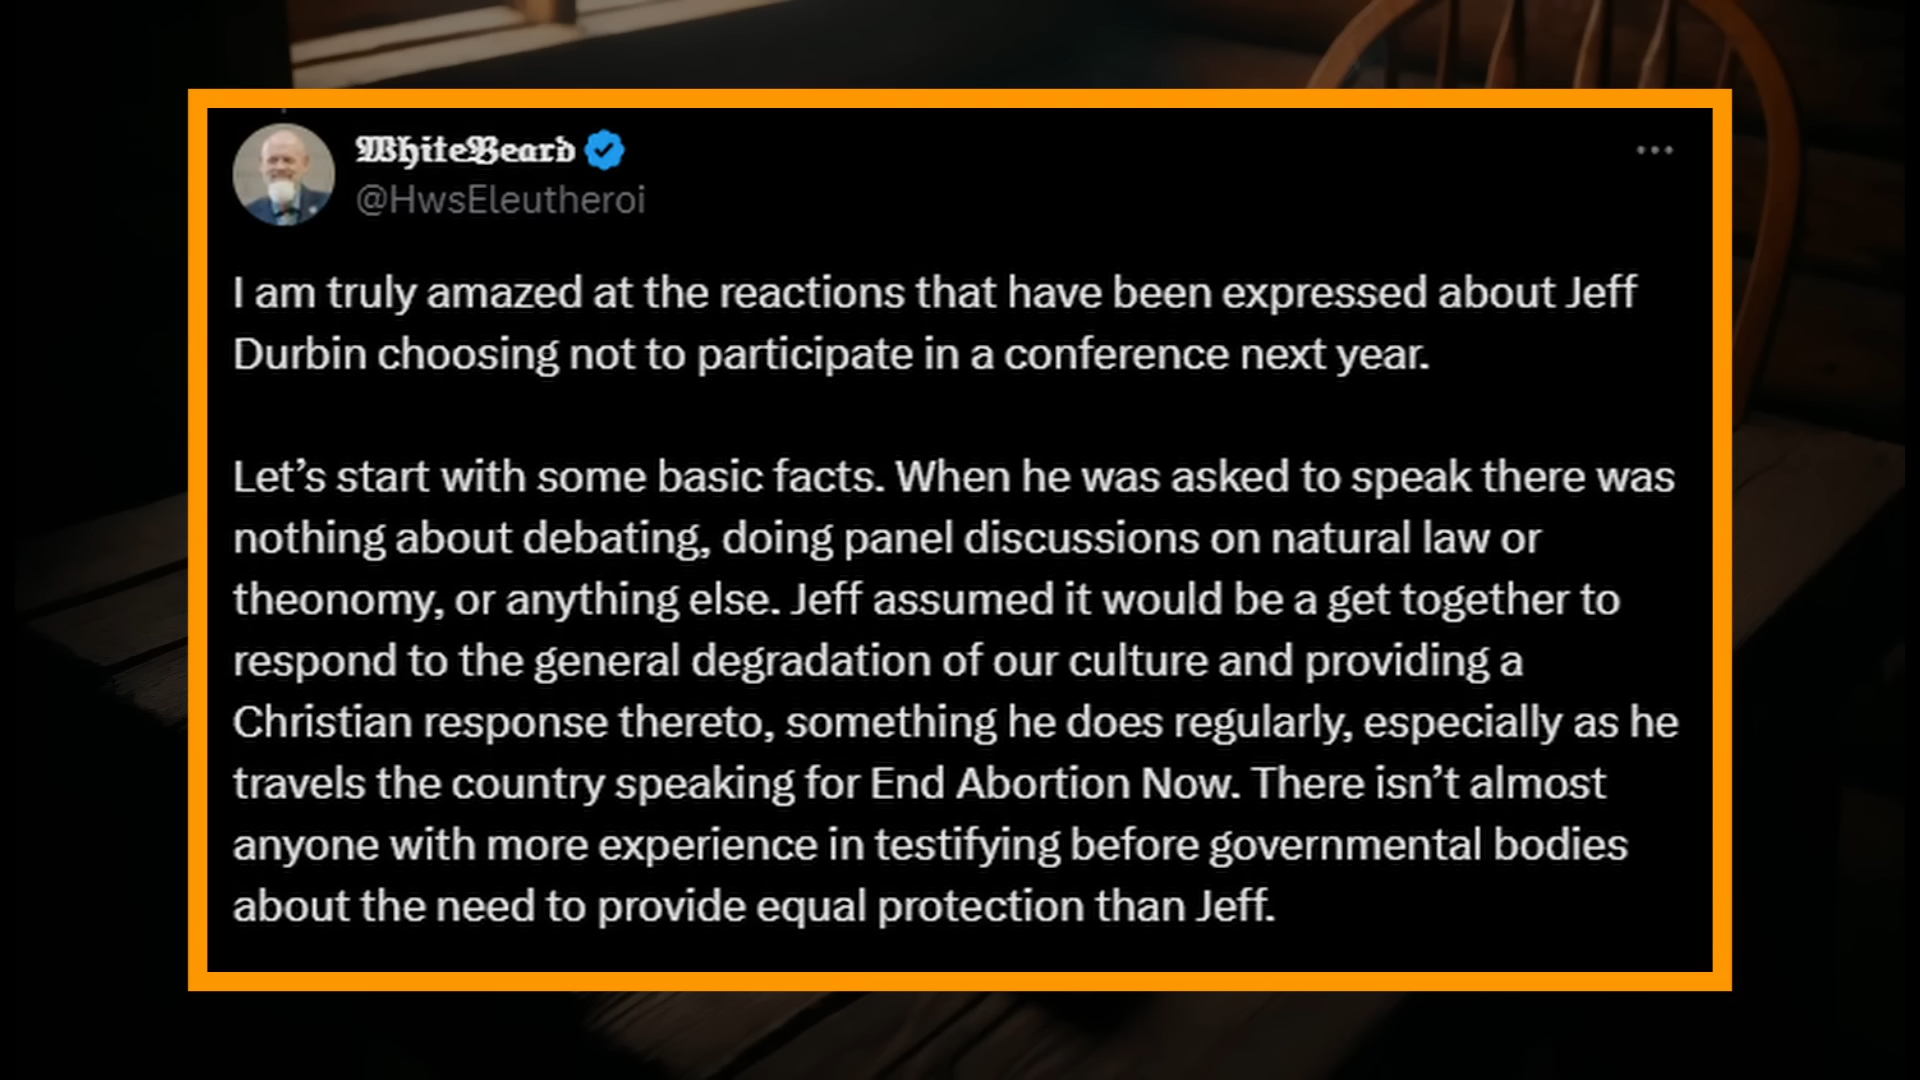 WhiteBeard
@HwsEleutheroi
I am truly amazed at the reactions that have been expressed about Jeff
Durbin choosing not to participate in a conference next year.
Let’s start with some basic facts. When he was asked to speak there was
nothing about debating, doing panel discussions on natural law or
theonomy, or anything else. Jeff assumed it would be a get together to
respond to the general degradation of our culture and providing a
Christian response thereto, something he does regularly, especially as he
travels the country speaking for End Abortion Now. There isn’t almost
anyone with more experience in testifying before governmental bodies
about the need to provide equal protection than Jeff.